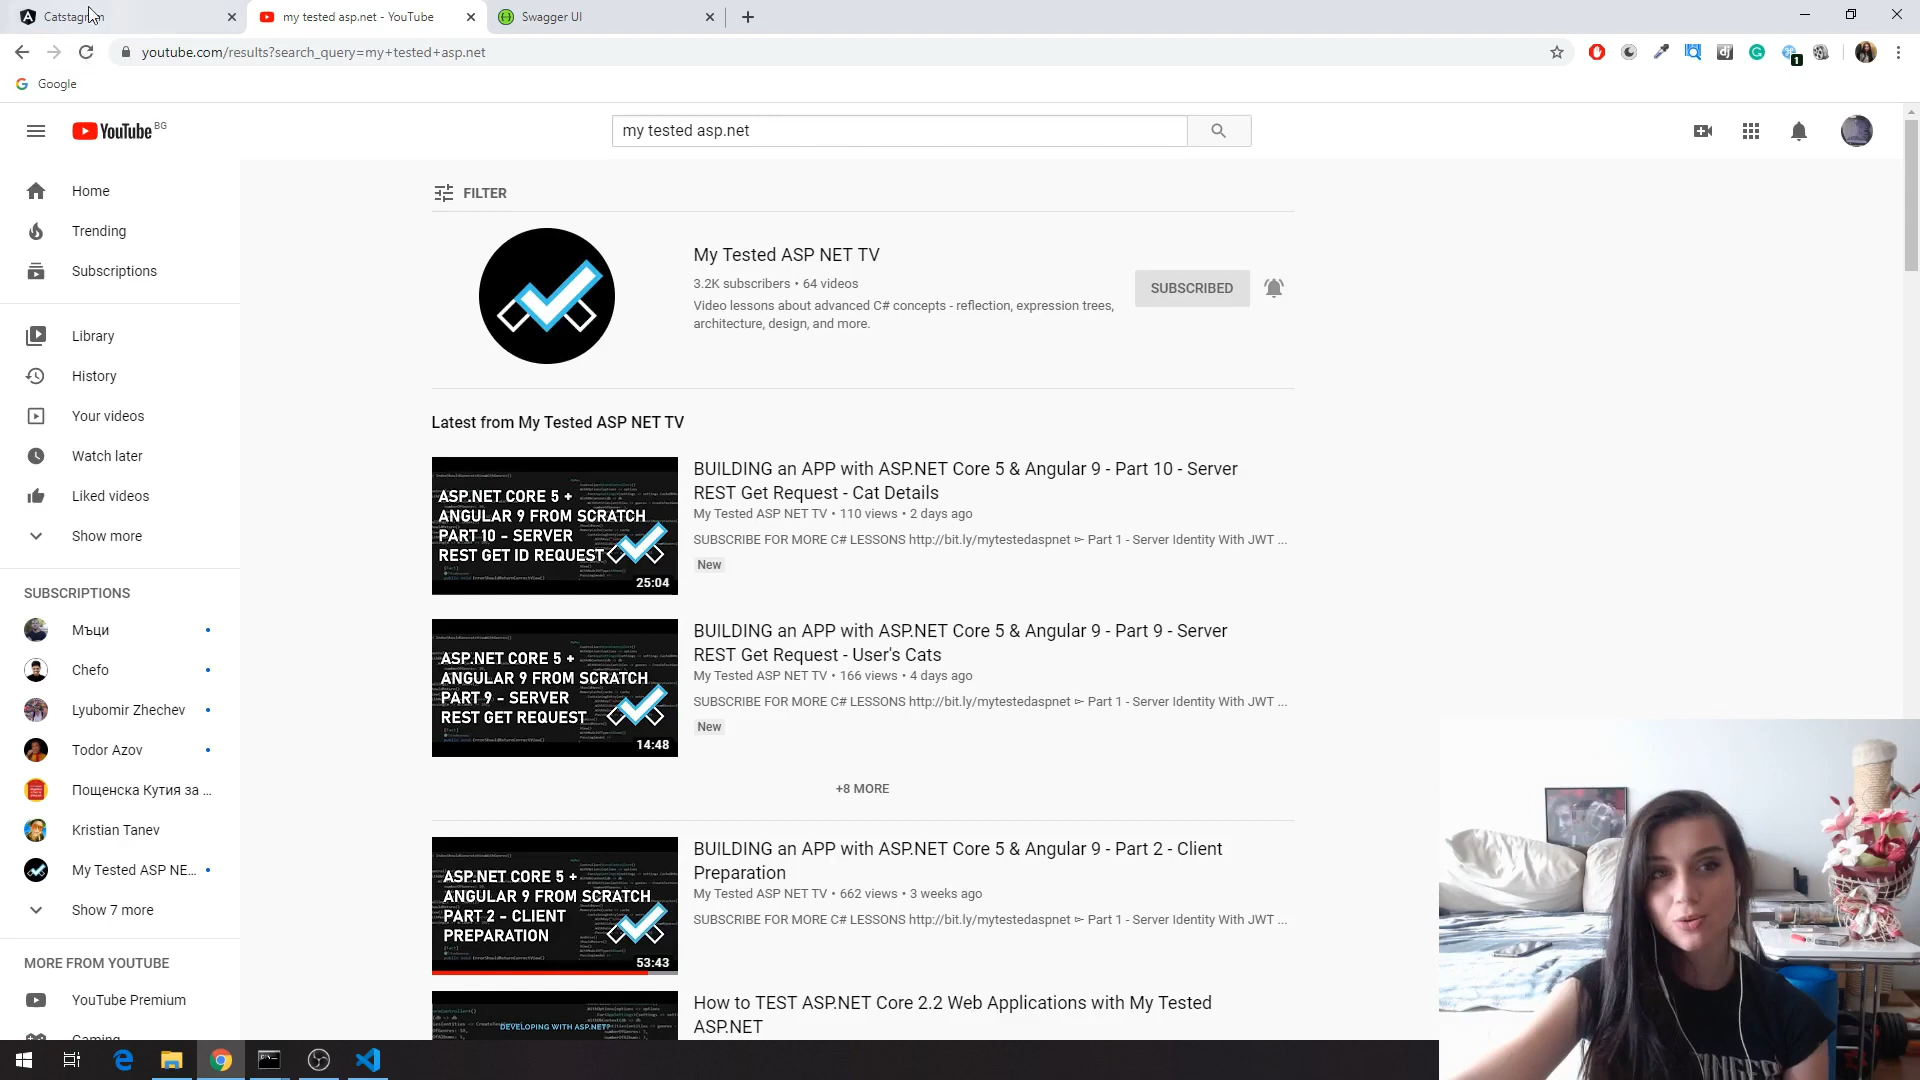 Catstagram
my tested asp.net - YouTube
Swagger UI
youtube.com/results?search_query=my+tested+asp.net
1
Google
YouTube BG
my tested asp.net
Home
Trending
Subscriptions
Library
History
Your videos
Watch later
Liked videos
Show more
SUBSCRIPTIONS
Мъци
Chefo
Lyubomir Zhechev
Todor Azov
Пощенска Кутия за ...
Kristian Tanev
My Tested ASP NE...
Show 7 more
MORE FROM YOUTUBE
YouTube Premium
Gaming
FILTER
My Tested ASP NET TV
3.2K subscribers • 64 videos
Video lessons about advanced C# concepts - reflection, expression trees,
architecture, design, and more.
SUBSCRIBED
Latest from My Tested ASP NET TV
ASP.NET CORE 5 +
ANGULAR 9 FROM SCRATCH
PART 10 - SERVER
REST GET ID REQUEST
25:04
BUILDING an APP with ASP.NET Core 5 & Angular 9 - Part 10 - Server
REST Get Request - Cat Details
My Tested ASP NET TV • 110 views • 2 days ago
SUBSCRIBE FOR MORE C# LESSONS http://bit.ly/mytestedaspnet ► Part 1 - Server Identity With JWT ...
New
ASP.NET CORE 5 +
ANGULAR 9 FROM SCRATCH
PART 9 - SERVER
REST GET REQUEST
14:48
BUILDING an APP with ASP.NET Core 5 & Angular 9 - Part 9 - Server
REST Get Request - User's Cats
My Tested ASP NET TV • 166 views • 4 days ago
SUBSCRIBE FOR MORE C# LESSONS http://bit.ly/mytestedaspnet ► Part 1 - Server Identity With JWT ...
New
+8 MORE
ASP.NET CORE 5 +
ANGULAR 9 FROM SCRATCH
PART 2 - CLIENT
PREPARATION
53:43
BUILDING an APP with ASP.NET Core 5 & Angular 9 - Part 2 - Client
Preparation
My Tested ASP NET TV • 662 views • 3 weeks ago
SUBSCRIBE FOR MORE C# LESSONS http://bit.ly/mytestedaspnet ► Part 1 - Server Identity With JWT ...
DEVELOPING WITH ASP.NET?
How to TEST ASP.NET Core 2.2 Web Applications with My Tested
ASP.NET